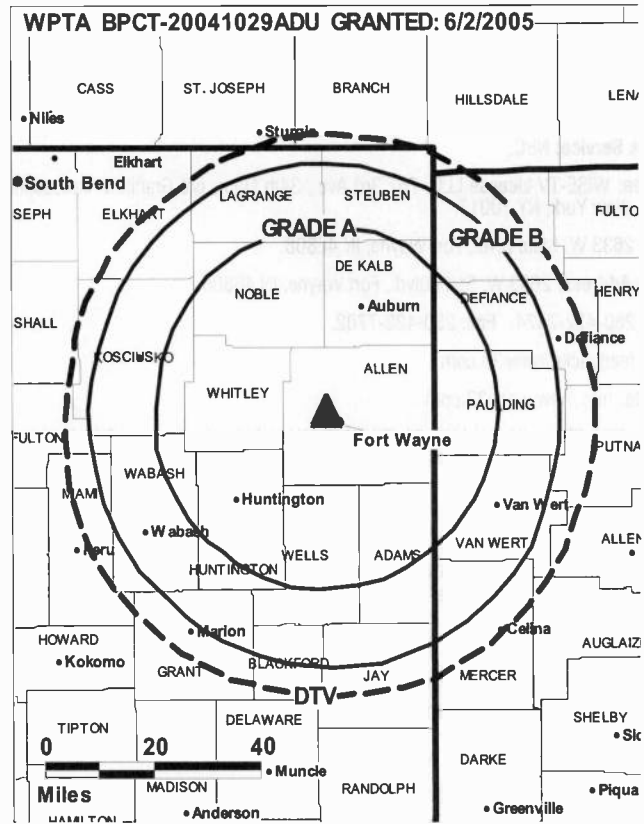 WPTA BPCT-20041029ADU GRANTED: 6/2/2005
CASS
ST. JOSEPH
BRANCH
HILLSDALE
LENA
Niles
Sturgis
Elkhart
South Bend
SEPH
ELKHART
LAGRANGE
STEUBEN
FULTO
GRADE A
GRADE B
DE KALB
NOBLE
DEFIANCE
HENRY
Auburn
SHALL
Defiance
KOSCIUSKO
ALLEN
WHITLEY
PAULDING
Fort Wayne
FULTON
PUTNA
WABASH
MIAMI
Huntington
Van Wert
Wabash
ALLEN
Peru
WELLS
ADAMS
VAN WERT
HUNTINGTON
Marion
Celina
HOWARD
AUGLAIZ
Kokomo
BLACKFORD
GRANT
JAY
MERCER
DTV
DELAWARE
SHELBY
TIPTON
Sid
0 20 40
DARKE
Muncie
Miles
MADISON
RANDOLPH
Piqua
HAMILTON
Anderson
Greenville